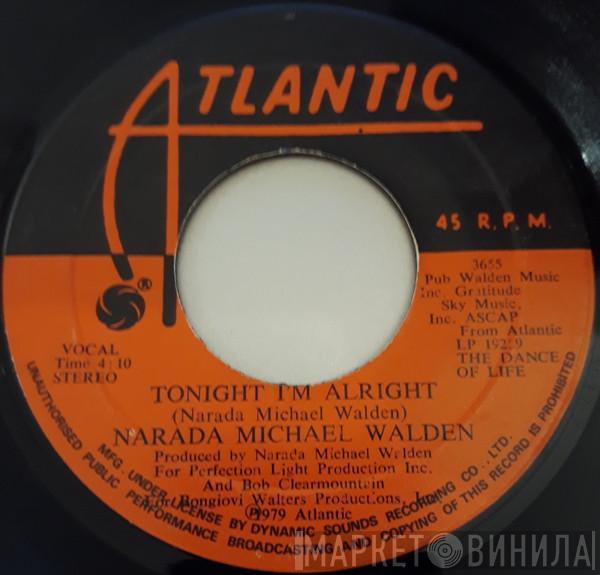 ATLANTIC
45 R.P.M.
®
3655
Pub Walden Music
Inc. Gratitude
Sky Music,
Inc. ASCAP
From Atlantic
LP 19259
THE DANCE
OF LIFE
VOCAL
Time 4:10
STEREO
TONIGHT I'M ALRIGHT
(Narada Michael Walden)
NARADA MICHAEL WALDEN
Produced by Narada Michael Walden
For Perfection Light Production Inc.
And Bob Clearmountain
For Bongiovi Walters Productions, Inc.
℗1979 Atlantic
MFG. UNDER LICENSE BY DYNAMIC SOUNDS RECORDING CO., LTD.
UNAUTHORISED PUBLIC PERFORMANCE BROADCASTING AND COPYING OF THIS RECORD IS PROHIBITED
МАРКЕТ ВИНИЛА